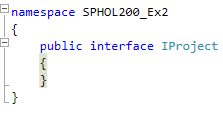 namespace SPHOL200_Ex2
{
    public interface IProject
    {
    }
}